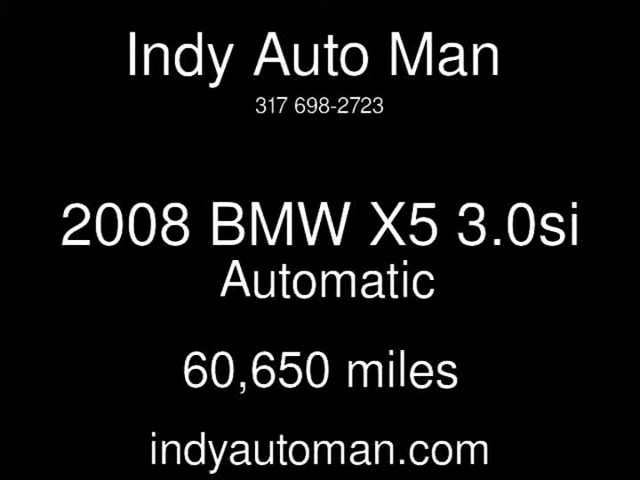 Indy Auto Man
317 698-2723
2008 BMW X5 3.0si
Automatic
60,650 miles
indyautoman.com